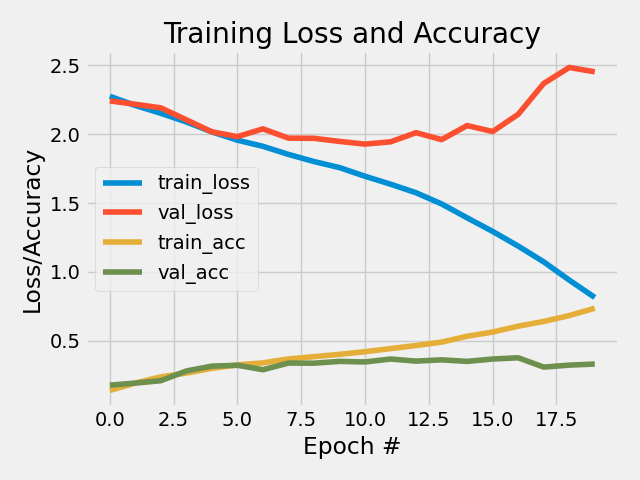 Training Loss and Accuracy
Loss/Accuracy
2.5
2.0
1.5
1.0
0.5
train_loss
val_loss
train_acc
val_acc
0.0 2.5 5.0 7.5 10.0 12.5 15.0 17.5
Epoch #